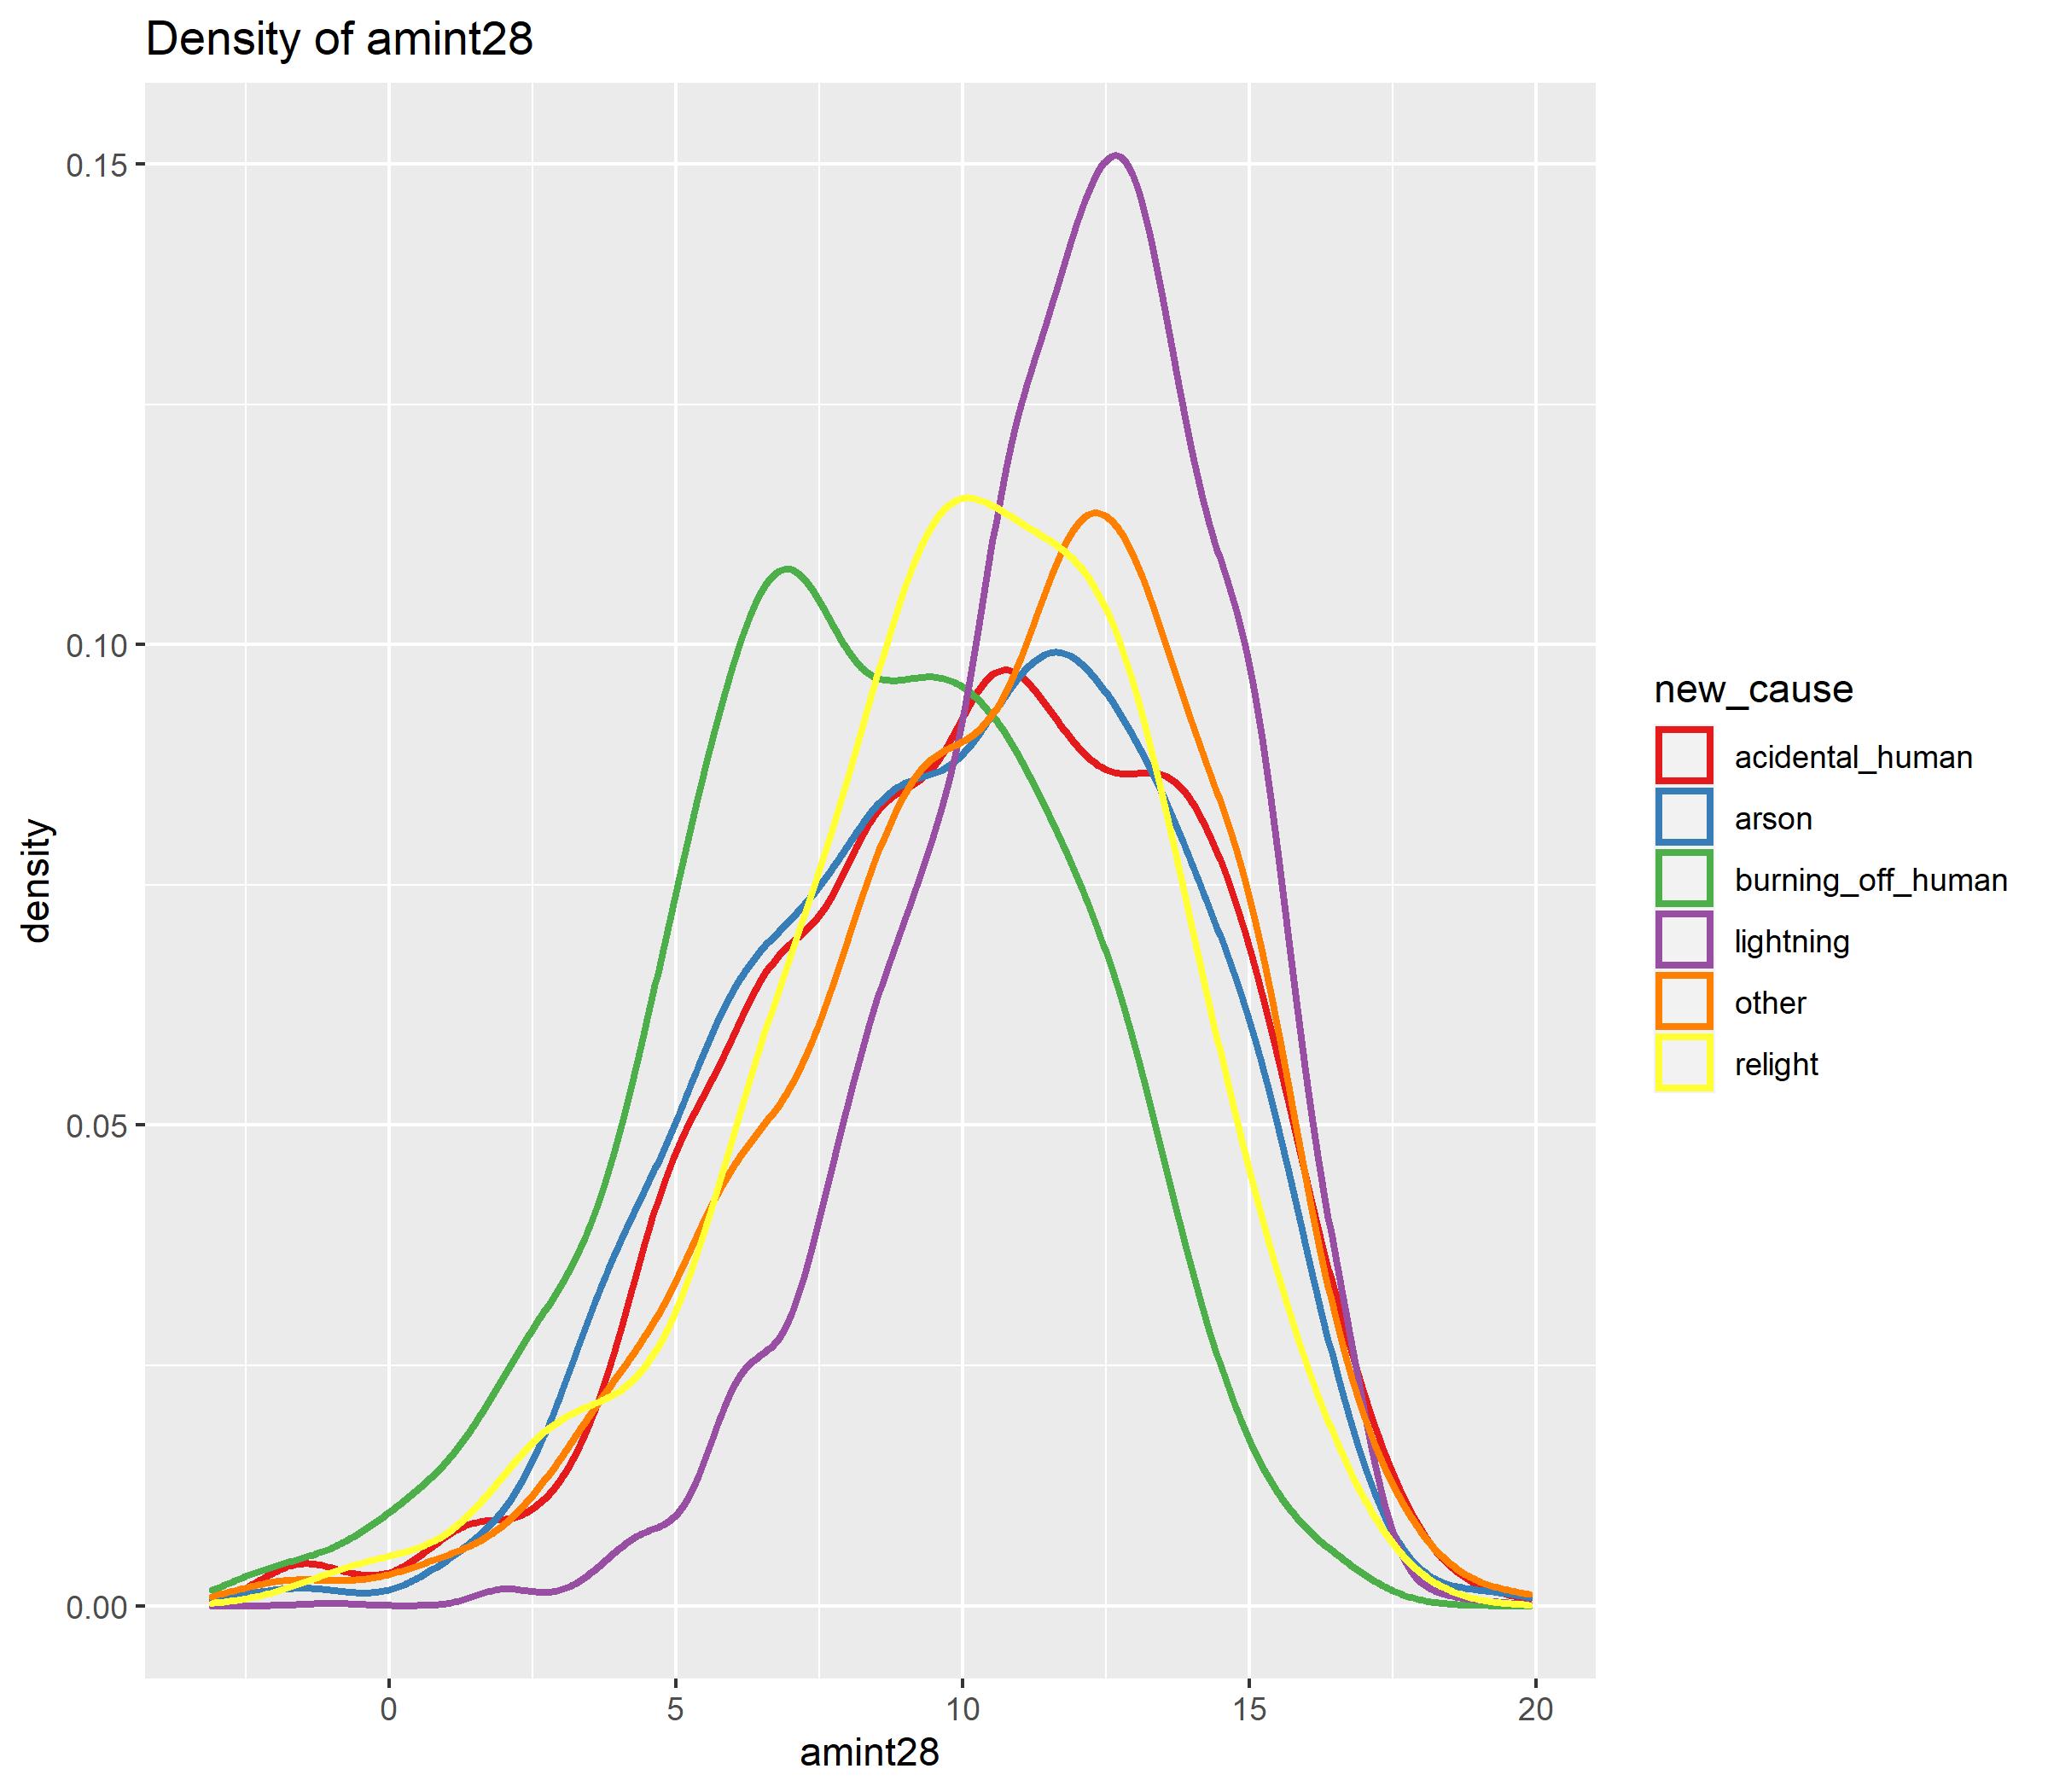 Density of amint28
0.15
0.10
0.05
0.00
density
0 5 10 15 20
amint28
new_cause
acidental_human
arson
burning_off_human
lightning
other
relight